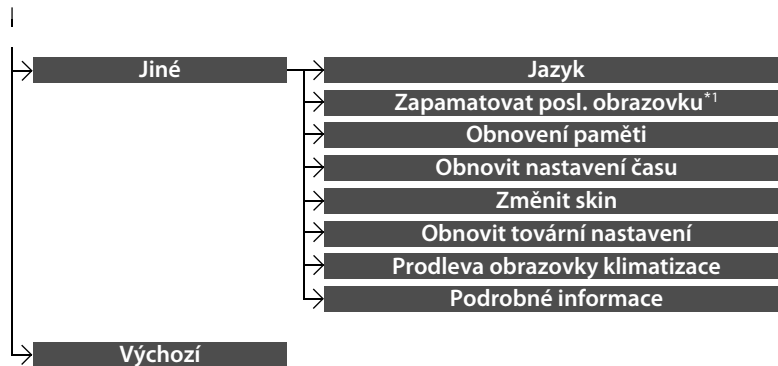 Jiné
Jazyk
Zapamatovat posl. obrazovku*1
Obnovení paměti
Obnovit nastavení času
Změnit skin
Obnovit tovární nastavení
Prodleva obrazovky klimatizace
Podrobné informace
Výchozí